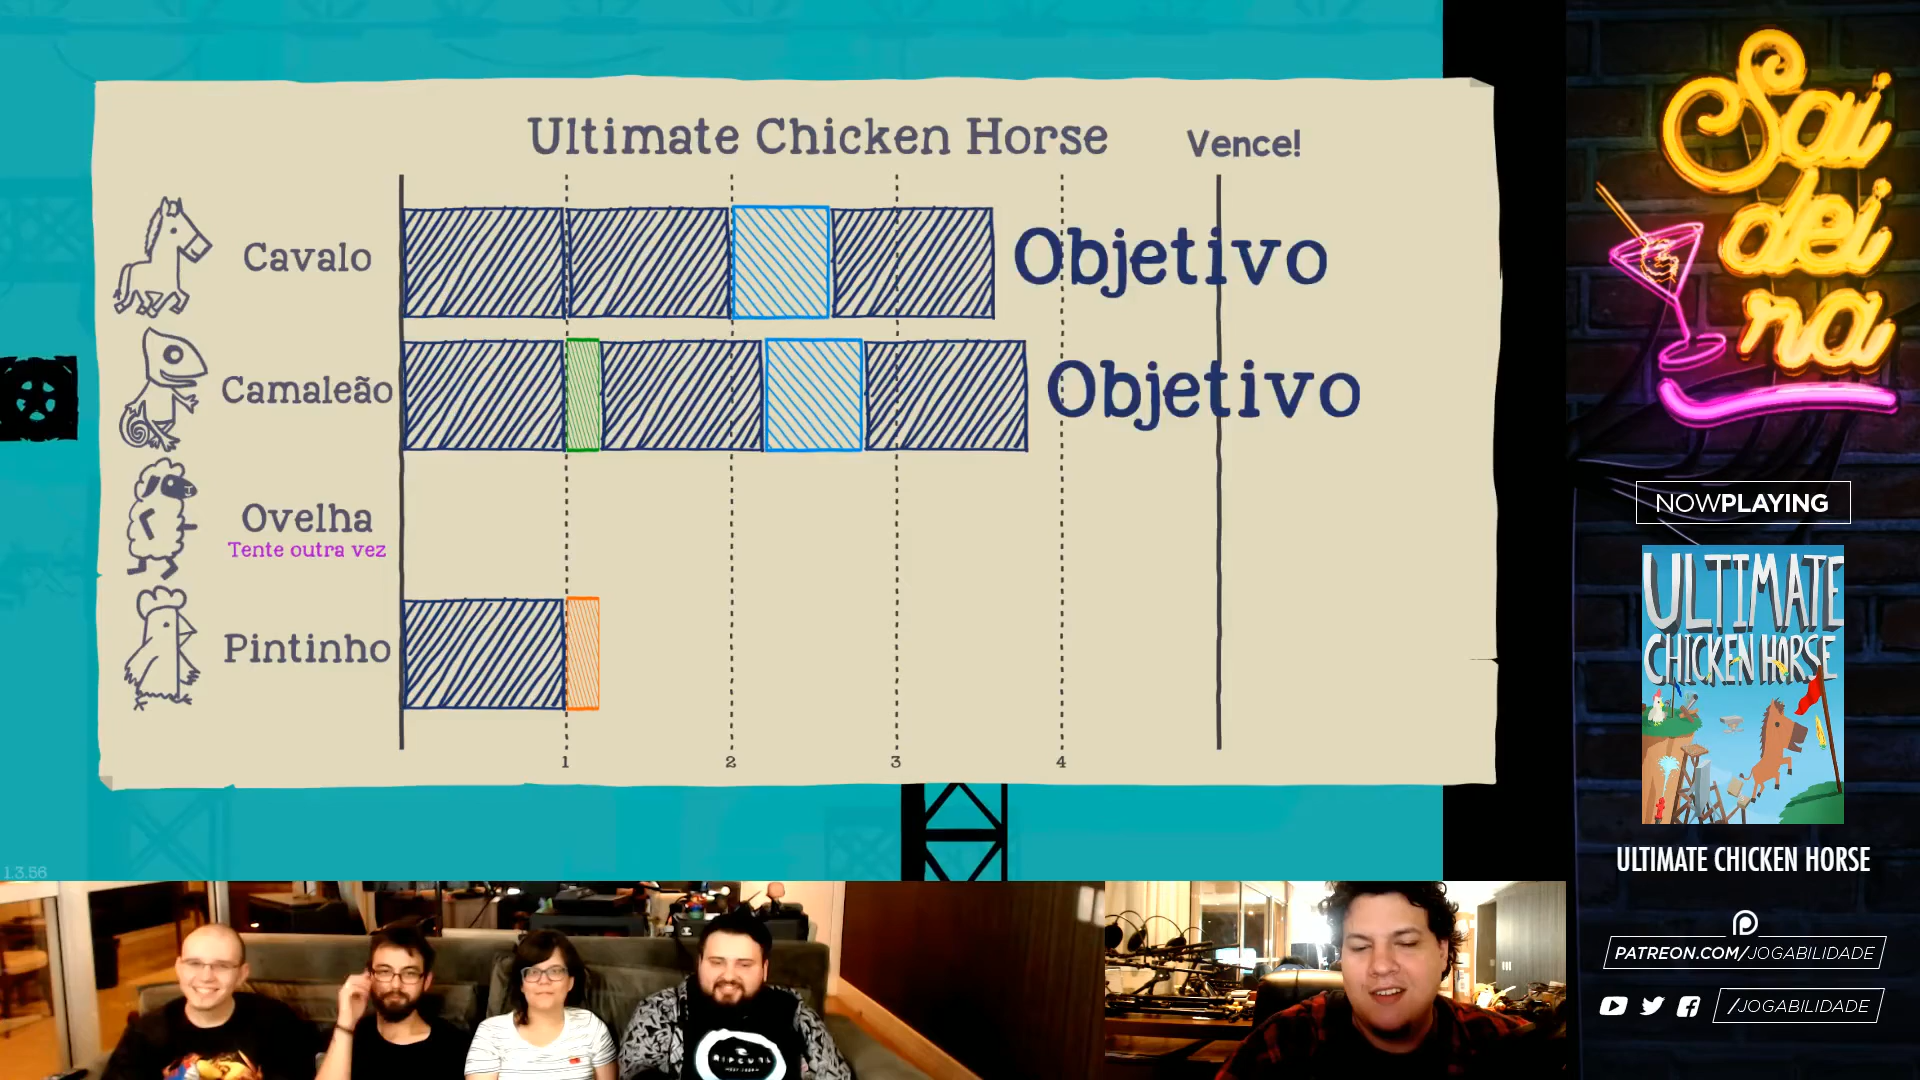 Ultimate Chicken Horse
Vence!
Cavalo
Objetivo
Camaleão
Objetivo
Ovelha
Tente outra vez
Pintinho
1
2
3
4
1.3.56
RIPCURL
Sai
dei
ra
NOWPLAYING
ULTIMATE
CHICKEN HORSE
ULTIMATE CHICKEN HORSE
PATREON.COM/JOGABILIDADE
/JOGABILIDADE